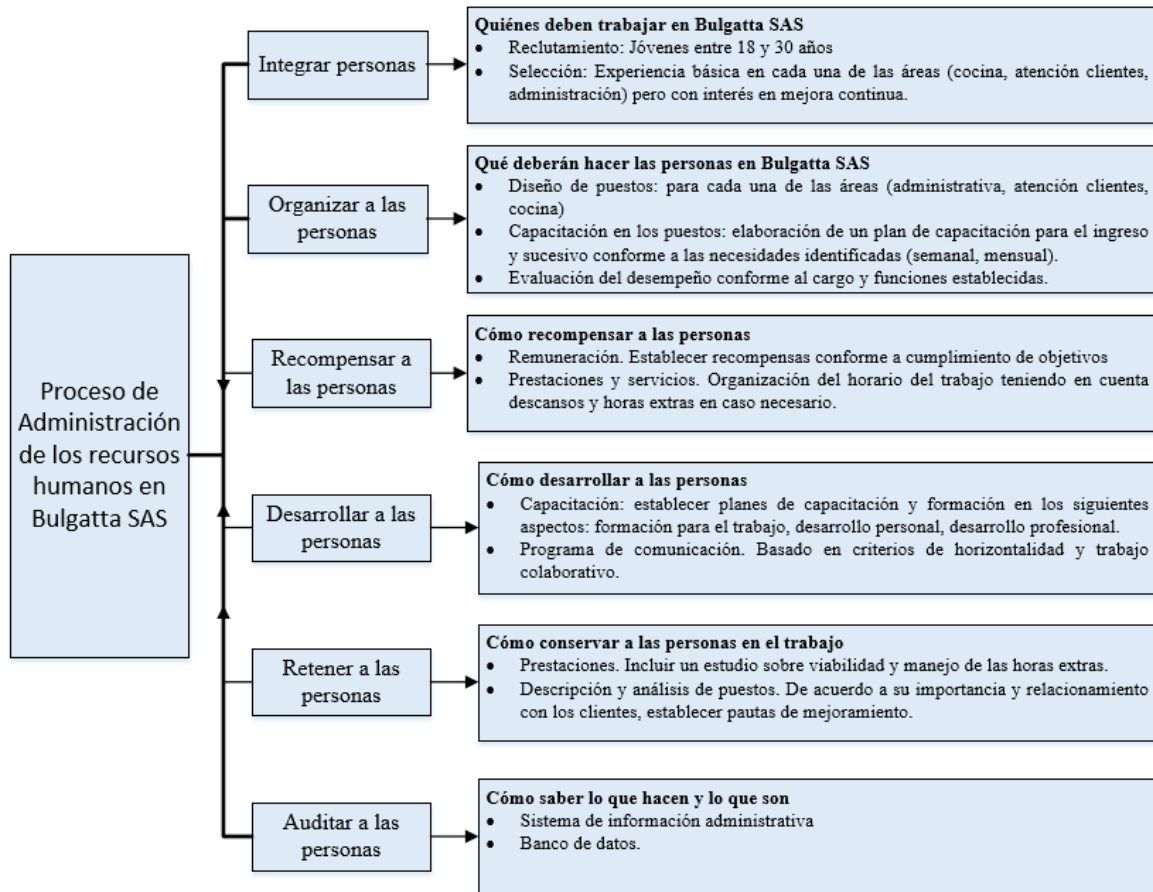 Proceso de
Administración
de los recursos
humanos en
Bulgatta SAS
Integrar personas
Quiénes deben trabajar en Bulgatta SAS
• Reclutamiento: Jóvenes entre 18 y 30 años
• Selección: Experiencia básica en cada una de las áreas (cocina, atención clientes,
administración) pero con interés en mejora continua.
Organizar a las
personas
Qué deberán hacer las personas en Bulgatta SAS
• Diseño de puestos: para cada una de las áreas (administrativa, atención clientes,
cocina)
• Capacitación en los puestos: elaboración de un plan de capacitación para el ingreso
y sucesivo conforme a las necesidades identificadas (semanal, mensual).
• Evaluación del desempeño conforme al cargo y funciones establecidas.
Recompensar a
las personas
Cómo recompensar a las personas
• Remuneración. Establecer recompensas conforme a cumplimiento de objetivos
• Prestaciones y servicios. Organización del horario del trabajo teniendo en cuenta
descansos y horas extras en caso necesario.
Desarrollar a las
personas
Cómo desarrollar a las personas
• Capacitación: establecer planes de capacitación y formación en los siguientes
aspectos: formación para el trabajo, desarrollo personal, desarrollo profesional.
• Programa de comunicación. Basado en criterios de horizontalidad y trabajo
colaborativo.
Retener a las
personas
Cómo conservar a las personas en el trabajo
• Prestaciones. Incluir un estudio sobre viabilidad y manejo de las horas extras.
• Descripción y análisis de puestos. De acuerdo a su importancia y relacionamiento
con los clientes, establecer pautas de mejoramiento.
Auditar a las
personas
Cómo saber lo que hacen y lo que son
• Sistema de información administrativa
• Banco de datos.